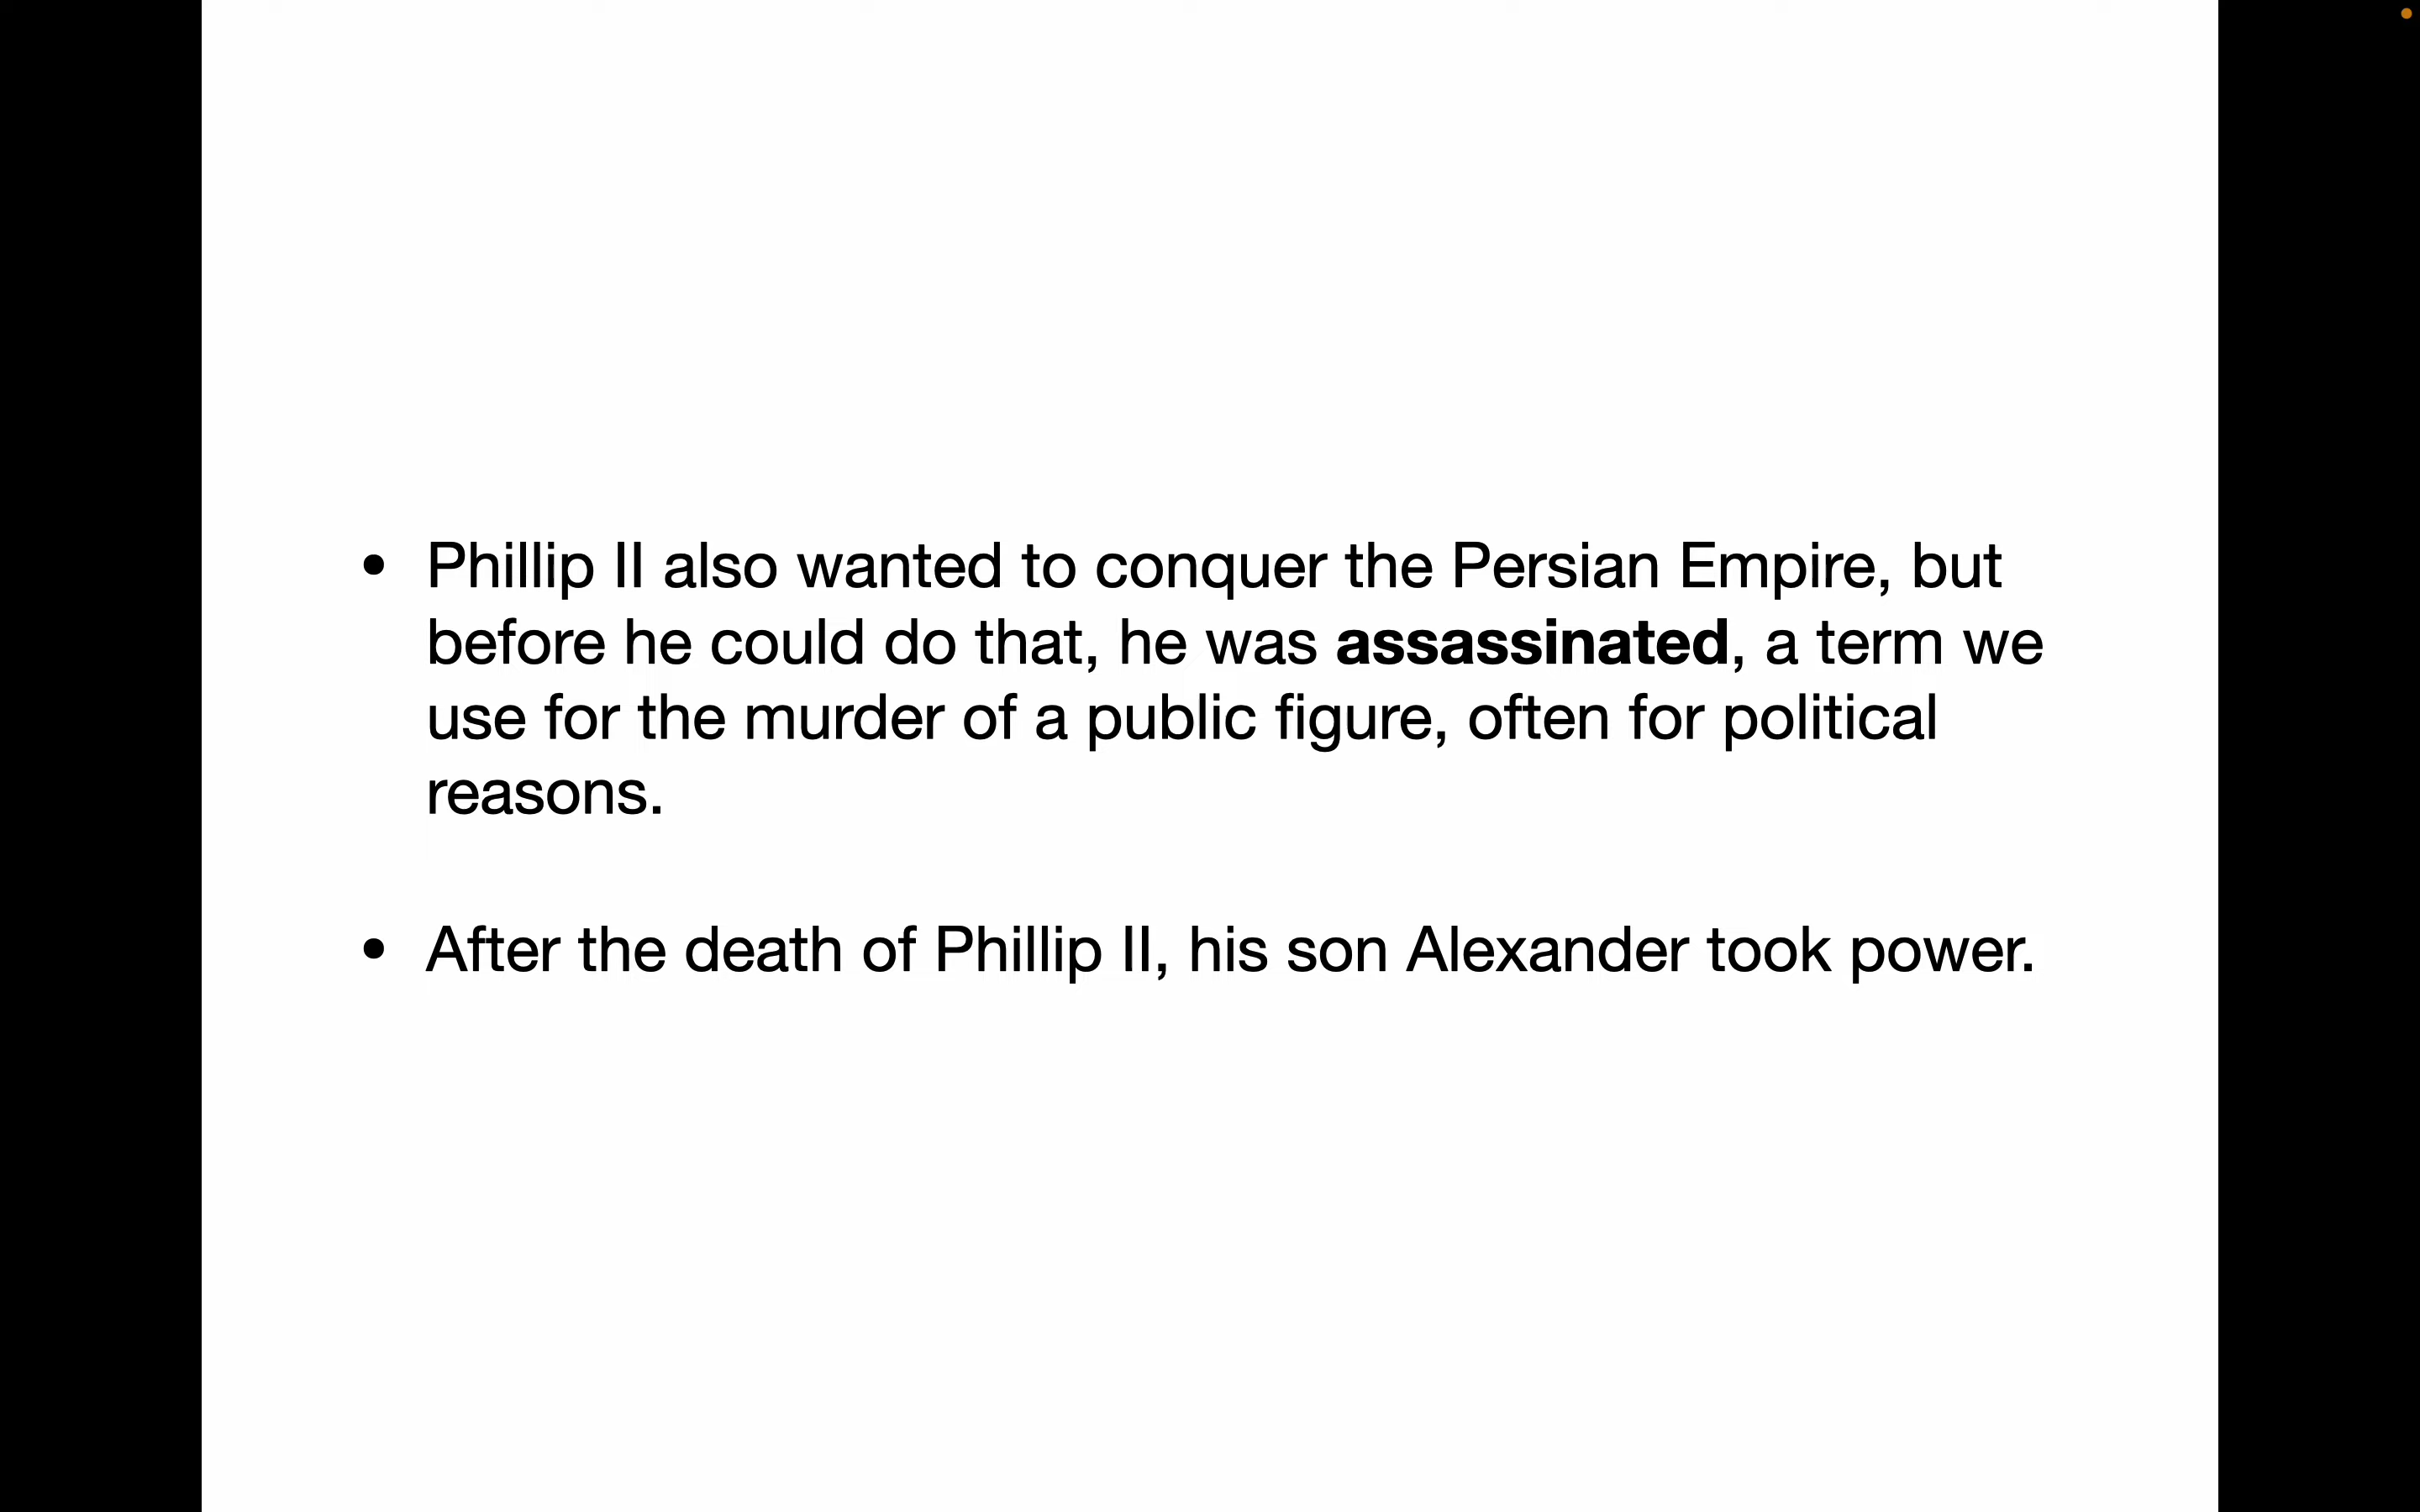 • Phillip II also wanted to conquer the Persian Empire, but
before he could do that, he was assassinated, a term we
use for the murder of a public figure, often for political
reasons.
• After the death of Phillip II, his son Alexander took power.